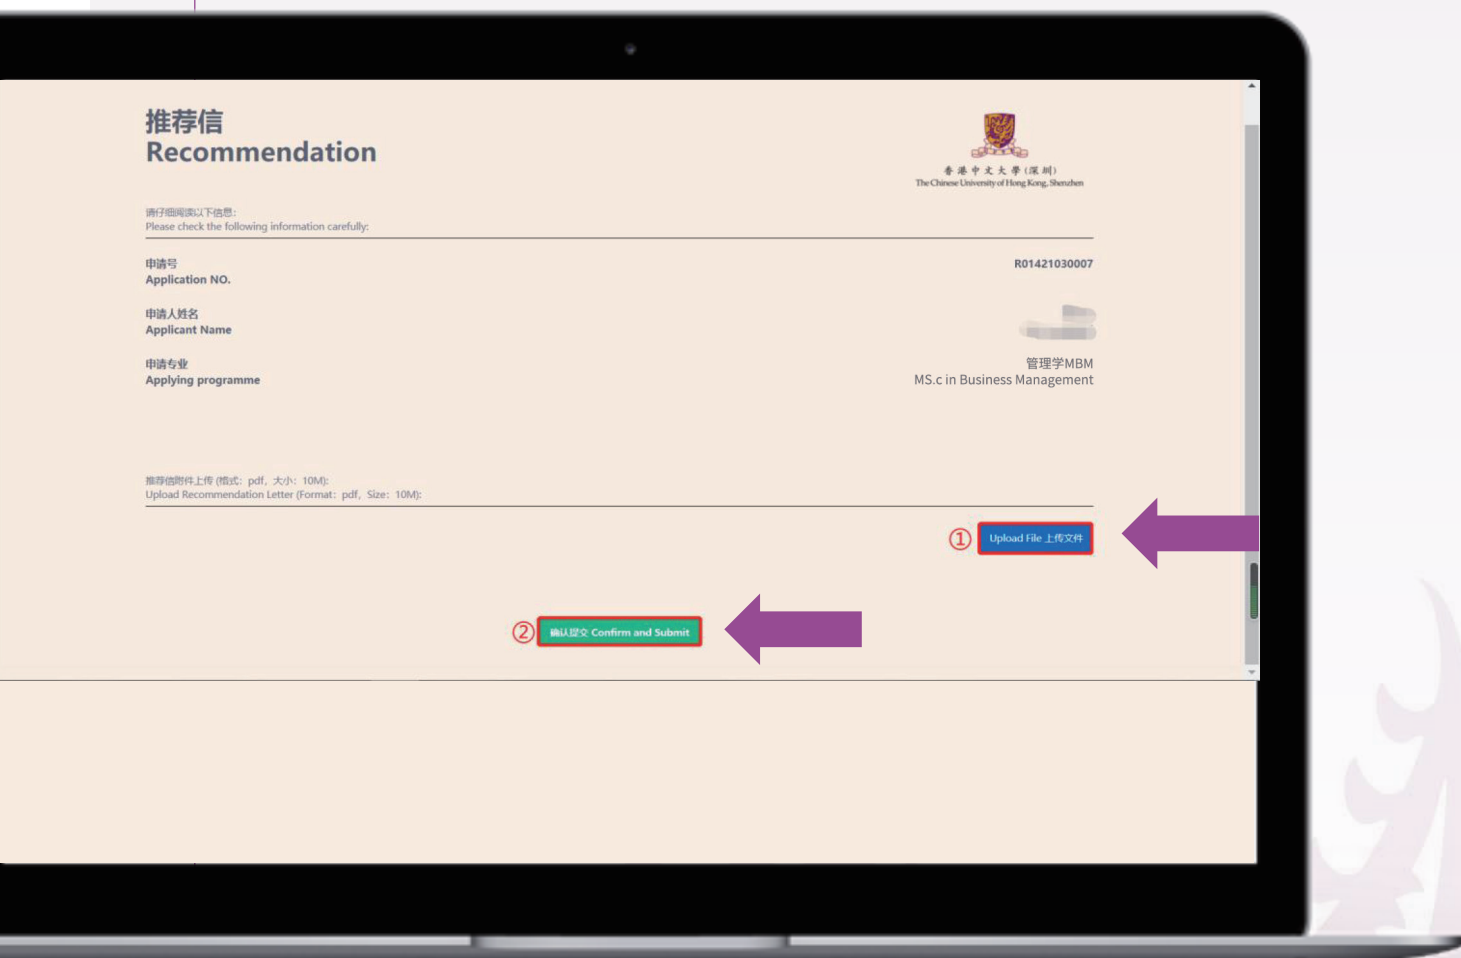 推荐信
Recommendation
香港中文大學(深圳)
The Chinese University of Hong Kong, Shenzhen
请仔细阅读以下信息:
Please check the following information carefully:
申请号
Application NO.
R01421030007
申请人姓名
Applicant Name
申请专业
Applying programme
管理学MBM
MS.c in Business Management
推荐信附件上传 (格式: pdf, 大小: 10M):
Upload Recommendation Letter (Format: pdf, Size: 10M):
① Upload File 上传文件
② 确认提交 Confirm and Submit